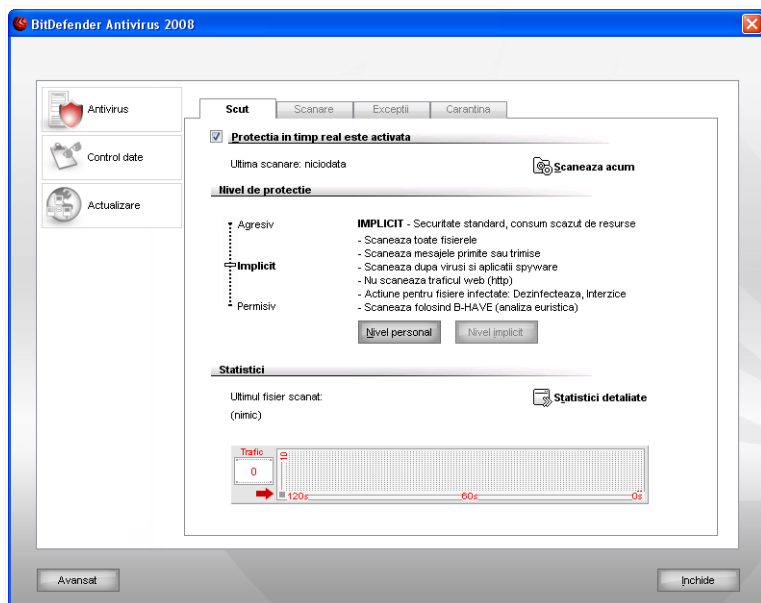 BitDefender Antivirus 2008
Antivirus
Control date
Actualizare
Scut
Scanare
Exceptii
Carantina
Protectia in timp real este activata
Ultima scanare: niciodata
Scaneaza acum
Nivel de protectie
Agresiv
Implicit
Permisiv
IMPLICIT - Securitate standard, consum scazut de resurse
- Scaneaza toate fisierele
- Scaneaza mesajele primite sau trimise
- Scaneaza dupa virusi si aplicatii spyware
- Nu scaneaza traficul web (http)
- Actiune pentru fisiere infectate: Dezinfecteaza, Interzice
- Scaneaza folosind B-HAVE (analiza euristica)
Nivel personal
Nivel implicit
Statistici
Ultimul fisier scanat:
(nimic)
Statistici detaliate
Trafic
0
10
120s
60s
0s
Avansat
Inchide